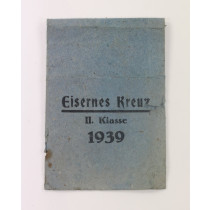 Eisernes Kreuz
II. Klasse
1939